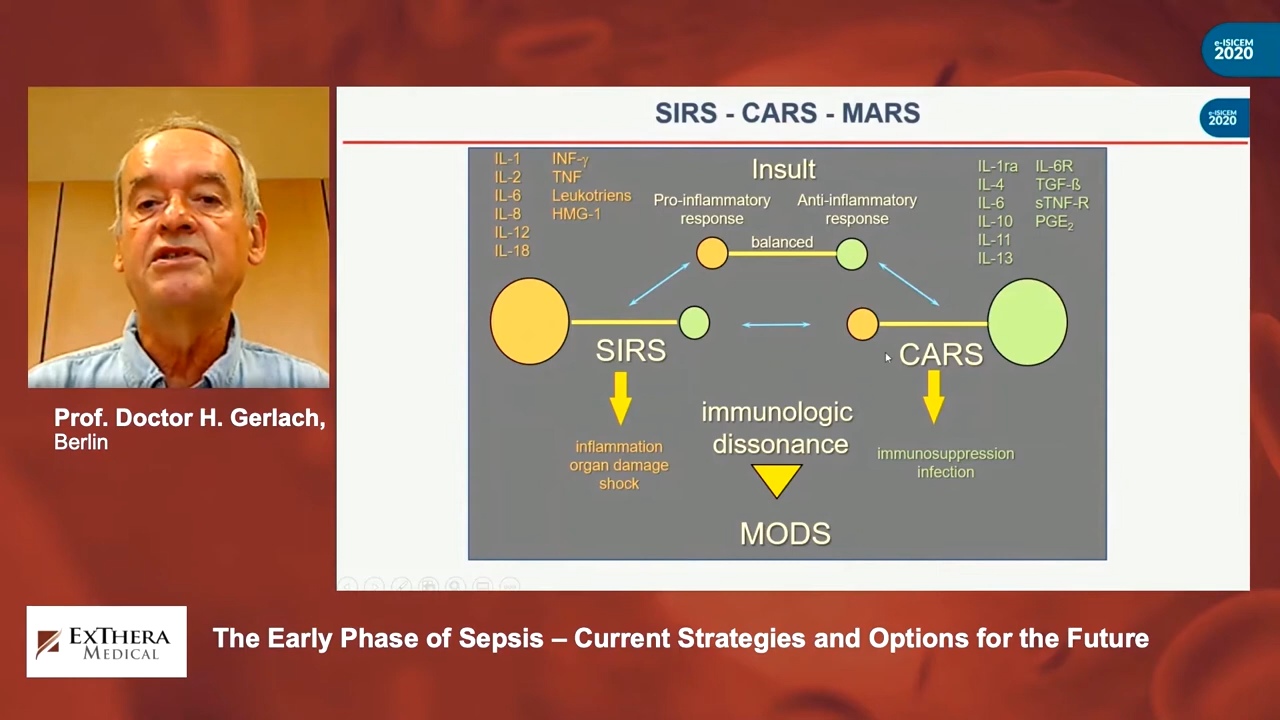 e-ISICEM
2020
SIRS - CARS - MARS
e-ISICEM
2020
IL-1
IL-2
IL-6
IL-8
IL-12
IL-18
INF-γ
TNF
Leukotriens
HMG-1
Insult
Pro-inflammatory
response
Anti-inflammatory
response
balanced
IL-1ra
IL-4
IL-6
IL-10
IL-11
IL-13
IL-6R
TGF-ß
sTNF-R
PGE₂
SIRS
CARS
inflammation
organ damage
shock
immunologic
dissonance
immunosuppression
infection
MODS
Prof. Doctor H. Gerlach,
Berlin
EXTHERA
MEDICAL
The Early Phase of Sepsis – Current Strategies and Options for the Future